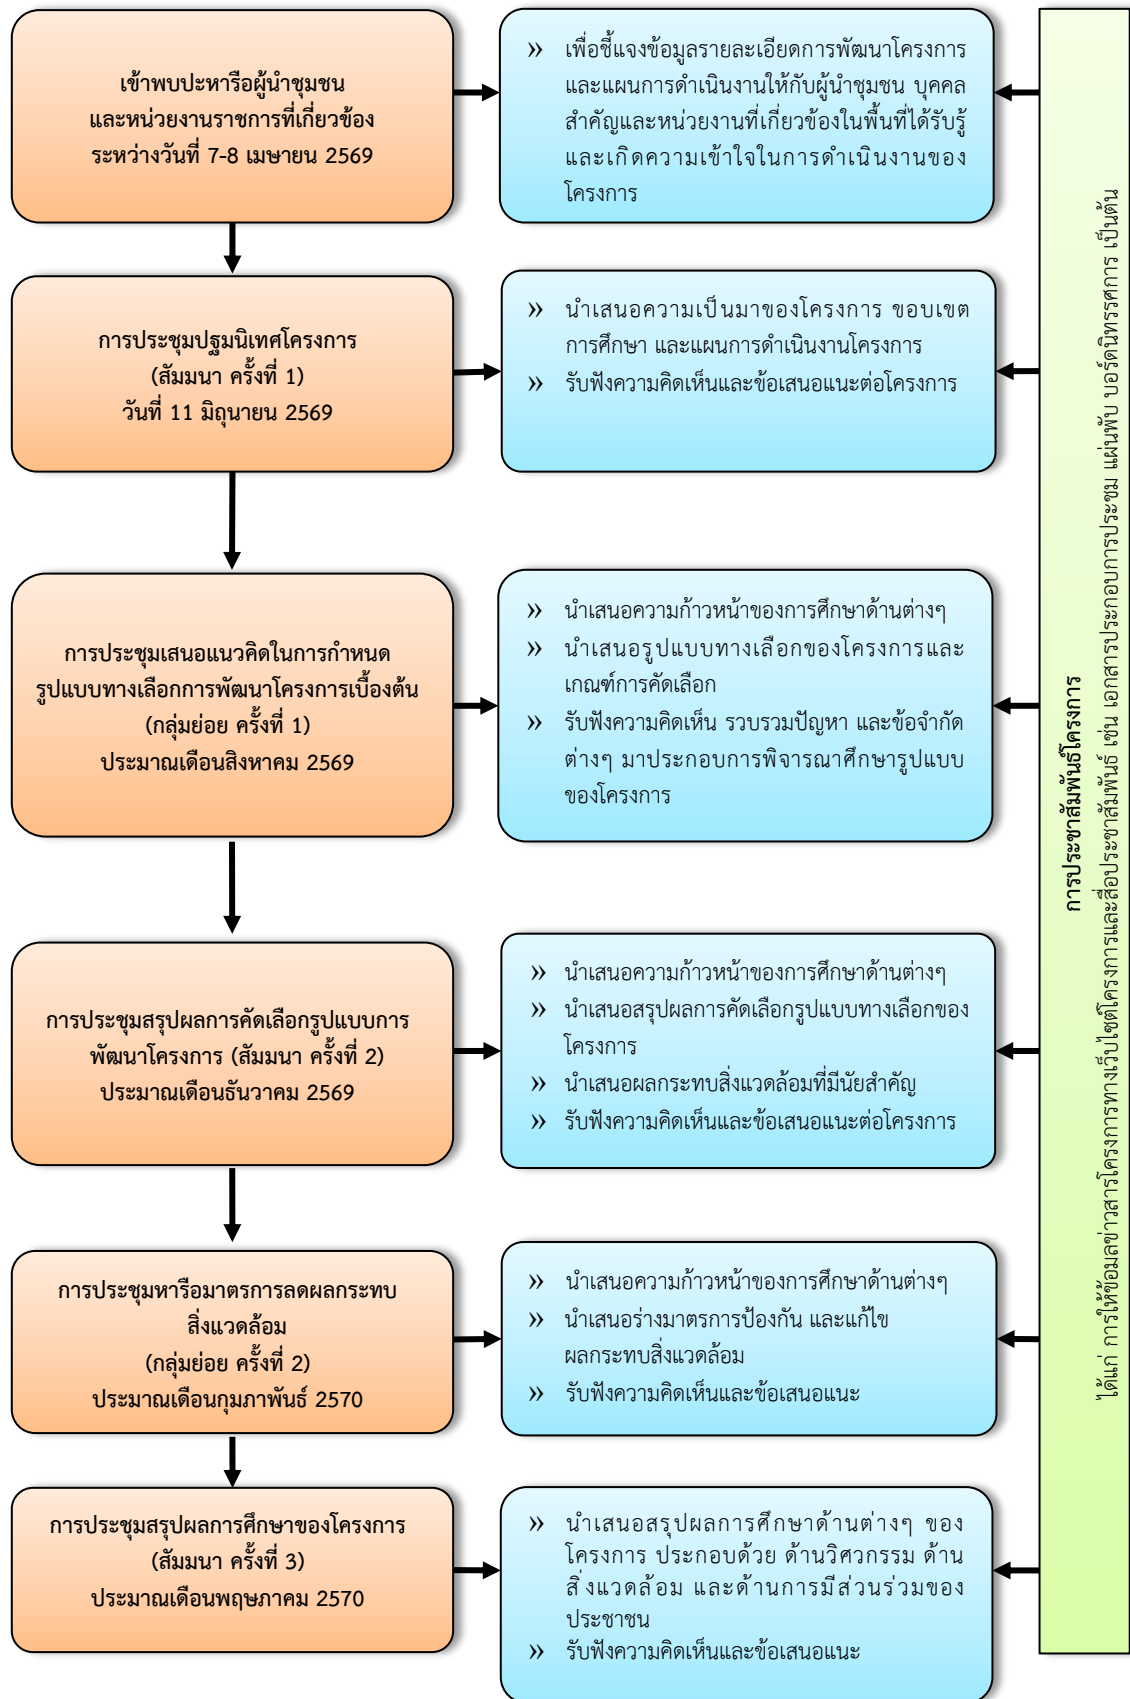 เข้าพบปะหารือผู้นำชุมชน
และหน่วยงานราชการที่เกี่ยวข้อง
ระหว่างวันที่ 7-8 เมษายน 2569
» เพื่อชี้แจงข้อมูลรายละเอียดการพัฒนาโครงการ
และแผนการดำเนินงานให้กับผู้นำชุมชน บุคคล
สำคัญและหน่วยงานที่เกี่ยวข้องในพื้นที่ได้รับรู้
และเกิดความเข้าใจในการดำเนินงานของ
โครงการ
การประชุมปฐมนิเทศโครงการ
(สัมมนา ครั้งที่ 1)
วันที่ 11 มิถุนายน 2569
» นำเสนอความเป็นมาของโครงการ ขอบเขต
การศึกษา และแผนการดำเนินงานโครงการ
» รับฟังความคิดเห็นและข้อเสนอแนะต่อโครงการ
การประชุมเสนอแนวคิดในการกำหนด
รูปแบบทางเลือกการพัฒนาโครงการเบื้องต้น
(กลุ่มย่อย ครั้งที่ 1)
ประมาณเดือนสิงหาคม 2569
» นำเสนอความก้าวหน้าของการศึกษาด้านต่างๆ
» นำเสนอรูปแบบทางเลือกของโครงการและ
เกณฑ์การคัดเลือก
» รับฟังความคิดเห็น รวบรวมปัญหา และข้อจำกัด
ต่างๆ มาประกอบการพิจารณาศึกษารูปแบบ
ของโครงการ
การประชุมสรุปผลการคัดเลือกรูปแบบการ
พัฒนาโครงการ (สัมมนา ครั้งที่ 2)
ประมาณเดือนธันวาคม 2569
» นำเสนอความก้าวหน้าของการศึกษาด้านต่างๆ
» นำเสนอสรุปผลการคัดเลือกรูปแบบทางเลือกของ
โครงการ
» นำเสนอผลกระทบสิ่งแวดล้อมที่มีนัยสำคัญ
» รับฟังความคิดเห็นและข้อเสนอแนะต่อโครงการ
การประชุมหารือมาตรการลดผลกระทบ
สิ่งแวดล้อม
(กลุ่มย่อย ครั้งที่ 2)
ประมาณเดือนกุมภาพันธ์ 2570
» นำเสนอความก้าวหน้าของการศึกษาด้านต่างๆ
» นำเสนอร่างมาตรการป้องกัน และแก้ไข
ผลกระทบสิ่งแวดล้อม
» รับฟังความคิดเห็นและข้อเสนอแนะ
การประชุมสรุปผลการศึกษาของโครงการ
(สัมมนา ครั้งที่ 3)
ประมาณเดือนพฤษภาคม 2570
» นำเสนอสรุปผลการศึกษาด้านต่างๆ ของ
โครงการ ประกอบด้วย ด้านวิศวกรรม ด้าน
สิ่งแวดล้อม และด้านการมีส่วนร่วมของ
ประชาชน
» รับฟังความคิดเห็นและข้อเสนอแนะ
การประชาสัมพันธ์โครงการ
ได้แก่ การให้ข้อมูลข่าวสารโครงการทางเว็บไซต์โครงการและสื่อประชาสัมพันธ์ เช่น เอกสารประกอบการประชุม แผ่นพับ บอร์ดนิทรรศการ เป็นต้น